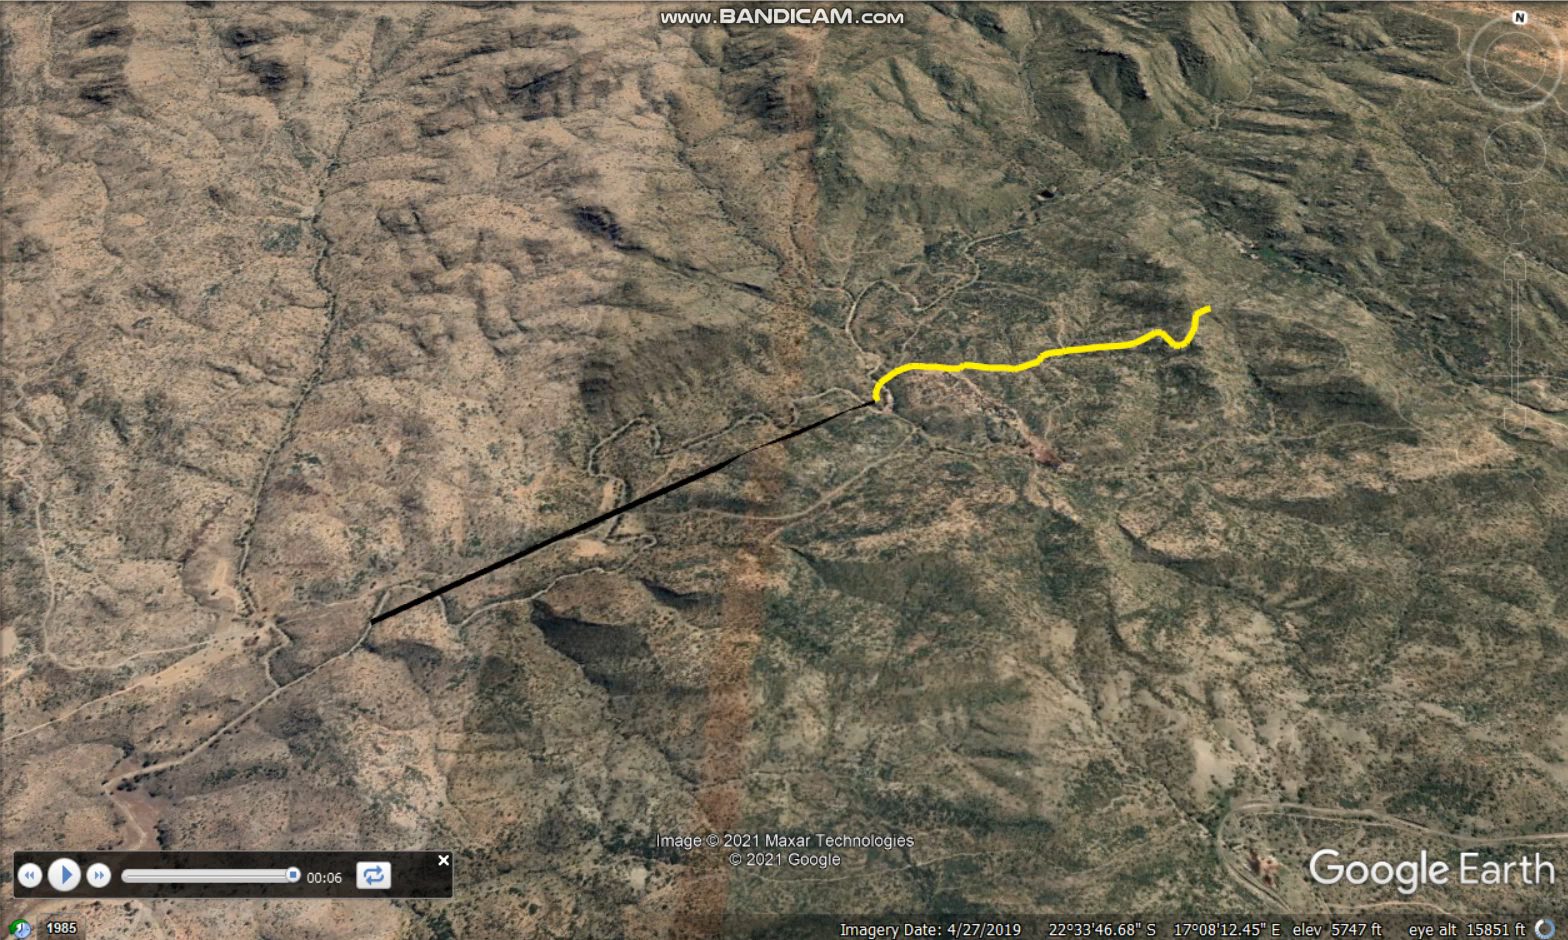 www.BANDICAM.com
N
Image © 2021 Maxar Technologies
© 2021 Google
Google Earth
00:06
1985
Imagery Date: 4/27/2019 22°33'46.68" S 17°08'12.45" E elev 5747 ft eye alt 15851 ft